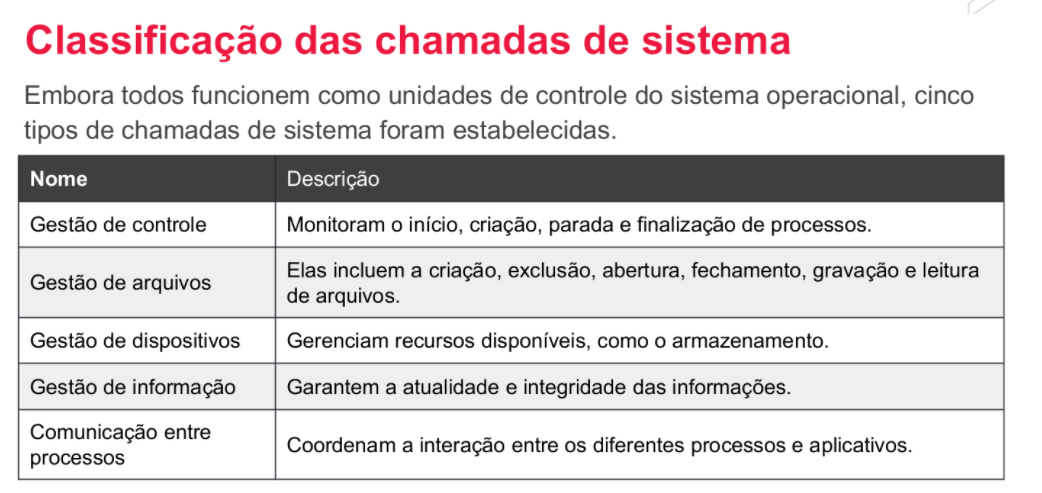 Classificação das chamadas de sistema
Embora todos funcionem como unidades de controle do sistema operacional, cinco
tipos de chamadas de sistema foram estabelecidas.
Nome Descrição
Gestão de controle Monitoram o início, criação, parada e finalização de processos.
Gestão de arquivos Elas incluem a criação, exclusão, abertura, fechamento, gravação e leitura
de arquivos.
Gestão de dispositivos Gerenciam recursos disponíveis, como o armazenamento.
Gestão de informação Garantem a atualidade e integridade das informações.
Comunicação entre
processos Coordenam a interação entre os diferentes processos e aplicativos.